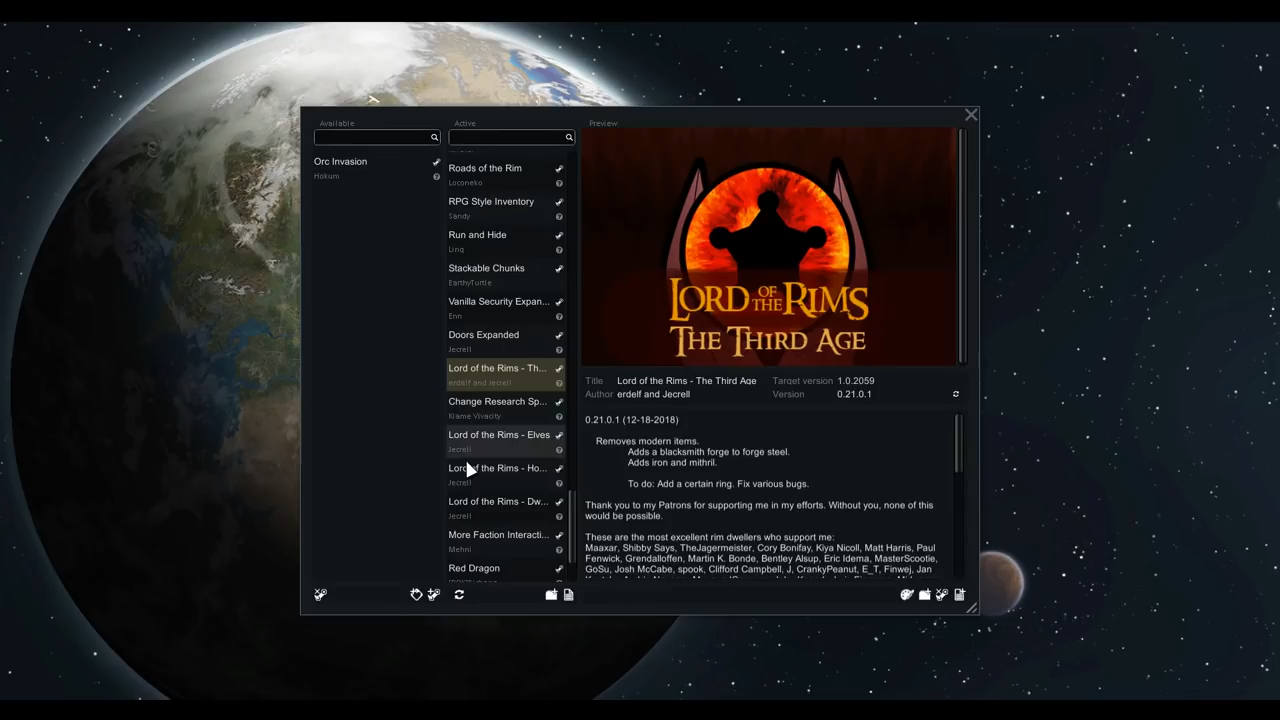 Available
Orc Invasion
Hokum
Active
Roads of the Rim
Loconeko
RPG Style Inventory
Sandy
Run and Hide
Linq
Stackable Chunks
EarthyTurtle
Vanilla Security Expan...
Enn
Doors Expanded
Jecrell
Lord of the Rims - Th...
erdelf and Jecrell
Change Research Sp...
Kiame Vivacity
Lord of the Rims - Elves
Jecrell
Lord of the Rims - Ho...
Jecrell
Lord of the Rims - Dw...
Jecrell
More Faction Interacti...
Mehni
Red Dragon
Preview
LORD OF THE RIMS
THE THIRD AGE
Title Lord of the Rims - The Third Age Target version 1.0.2059
Author erdelf and Jecrell Version 0.21.0.1
0.21.0.1 (12-18-2018)
Removes modern items.
Adds a blacksmith forge to forge steel.
Adds iron and mithril.
To do: Add a certain ring. Fix various bugs.
Thank you to my Patrons for supporting me in my efforts. Without you, none of this
would be possible.
These are the most excellent rim dwellers who support me:
Maaxar, Shibby Says, TheJagermeister, Cory Bonifay, Kiya Nicoll, Matt Harris, Paul
Fenwick, Grendalloffen, Martin K. Bonde, Bentley Alsup, Eric Idema, MasterScootie,
GoSu, Josh McCabe, spook, Clifford Campbell, J, CrankyPeanut, E_T, Finwej, Jan